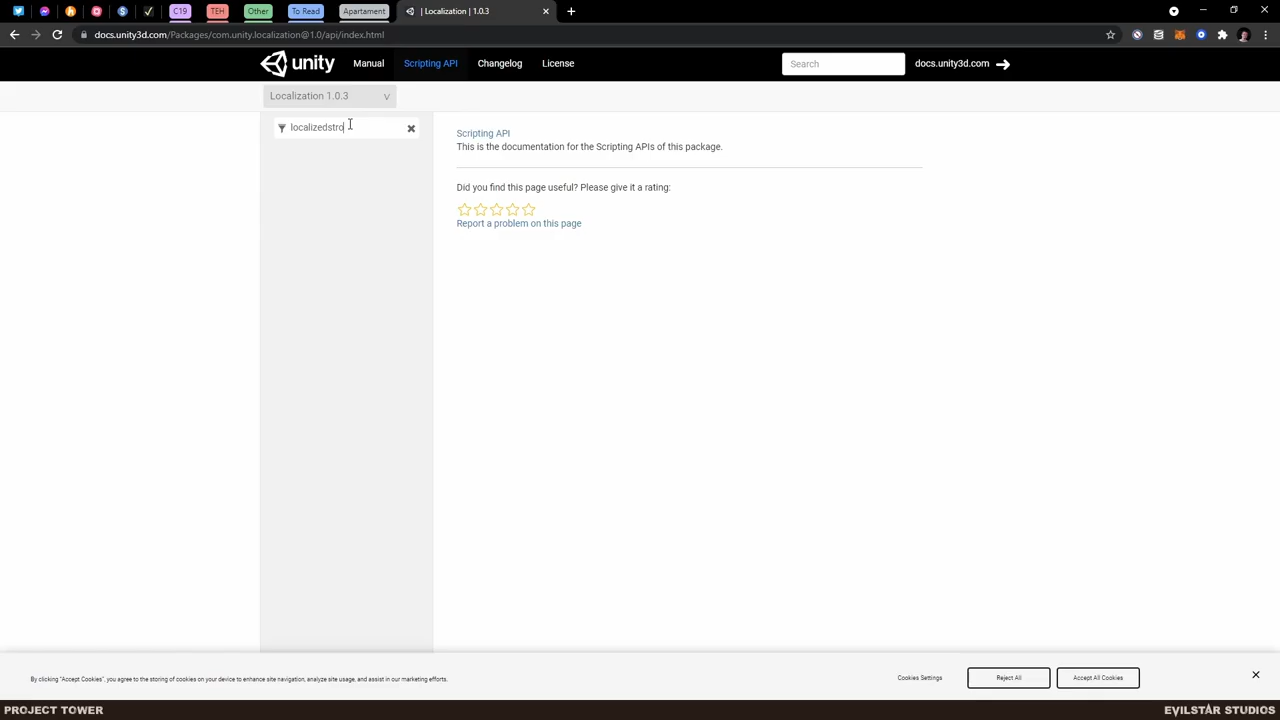 C19
TEH
Other
To Read
Apartament
| Localization | 1.0.3
docs.unity3d.com/Packages/com.unity.localization@1.0/api/index.html
unity
Manual
Scripting API
Changelog
License
Search
docs.unity3d.com
Localization 1.0.3
localizedstro
Scripting API
This is the documentation for the Scripting APIs of this package.
Did you find this page useful? Please give it a rating:
Report a problem on this page
By clicking "Accept Cookies", you agree to the storing of cookies on your device to enhance site navigation, analyze site usage, and assist in our marketing efforts.
Cookies Settings
Reject All
Accept All Cookies
PROJECT TOWER
EVILSTAR STUDIOS